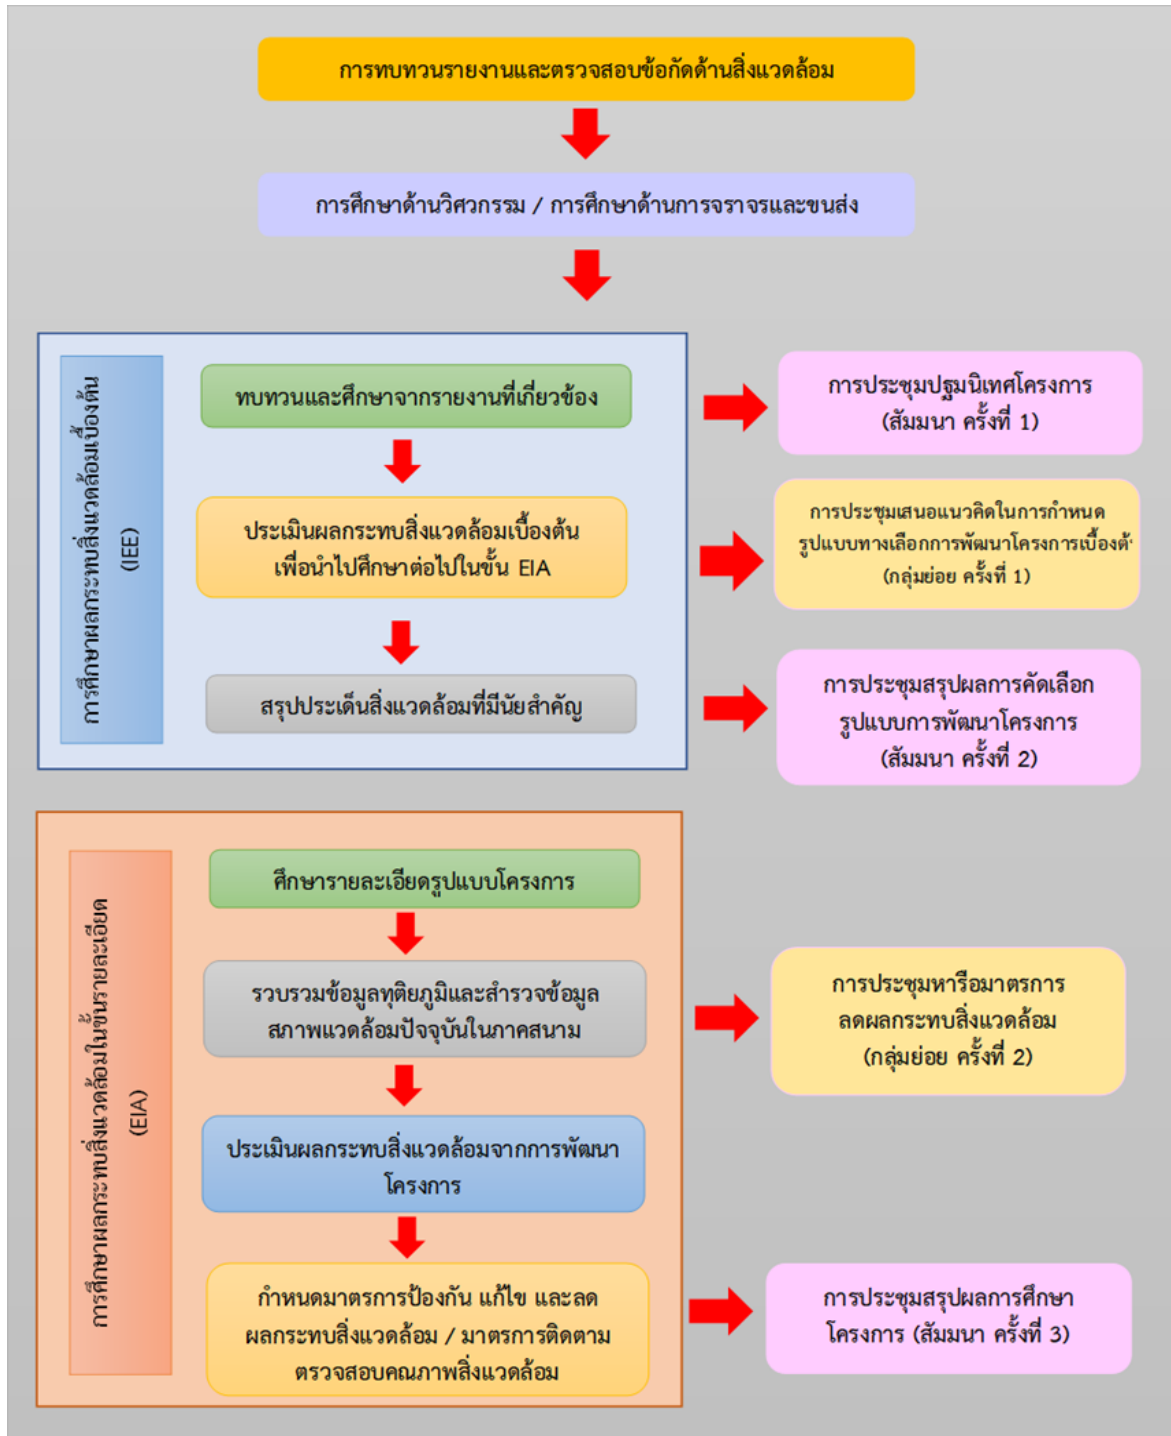 การทบทวนรายงานและตรวจสอบข้อกัดด้านสิ่งแวดล้อม
การศึกษาด้านวิศวกรรม / การศึกษาด้านการจราจรและขนส่ง
การศึกษาผลกระทบสิ่งแวดล้อมเบื้องต้น
(IEE)
ทบทวนและศึกษาจากรายงานที่เกี่ยวข้อง
การประชุมปฐมนิเทศโครงการ
(สัมมนา ครั้งที่ 1)
ประเมินผลกระทบสิ่งแวดล้อมเบื้องต้น
เพื่อนำไปศึกษาต่อไปในขั้น EIA
การประชุมเสนอแนวคิดในการกำหนด
รูปแบบทางเลือกการพัฒนาโครงการเบื้องต้
(กลุ่มย่อย ครั้งที่ 1)
สรุปประเด็นสิ่งแวดล้อมที่มีนัยสำคัญ
การประชุมสรุปผลการคัดเลือก
รูปแบบการพัฒนาโครงการ
(สัมมนา ครั้งที่ 2)
การศึกษาผลกระทบสิ่งแวดล้อมในขั้นรายละเอียด
(EIA)
ศึกษารายละเอียดรูปแบบโครงการ
รวบรวมข้อมูลทุติยภูมิและสำรวจข้อมูล
สภาพแวดล้อมปัจจุบันในภาคสนาม
การประชุมหารือมาตรการ
ลดผลกระทบสิ่งแวดล้อม
(กลุ่มย่อย ครั้งที่ 2)
ประเมินผลกระทบสิ่งแวดล้อมจากการพัฒนา
โครงการ
กำหนดมาตรการป้องกัน แก้ไข และลด
ผลกระทบสิ่งแวดล้อม / มาตรการติดตาม
ตรวจสอบคุณภาพสิ่งแวดล้อม
การประชุมสรุปผลการศึกษา
โครงการ (สัมมนา ครั้งที่ 3)